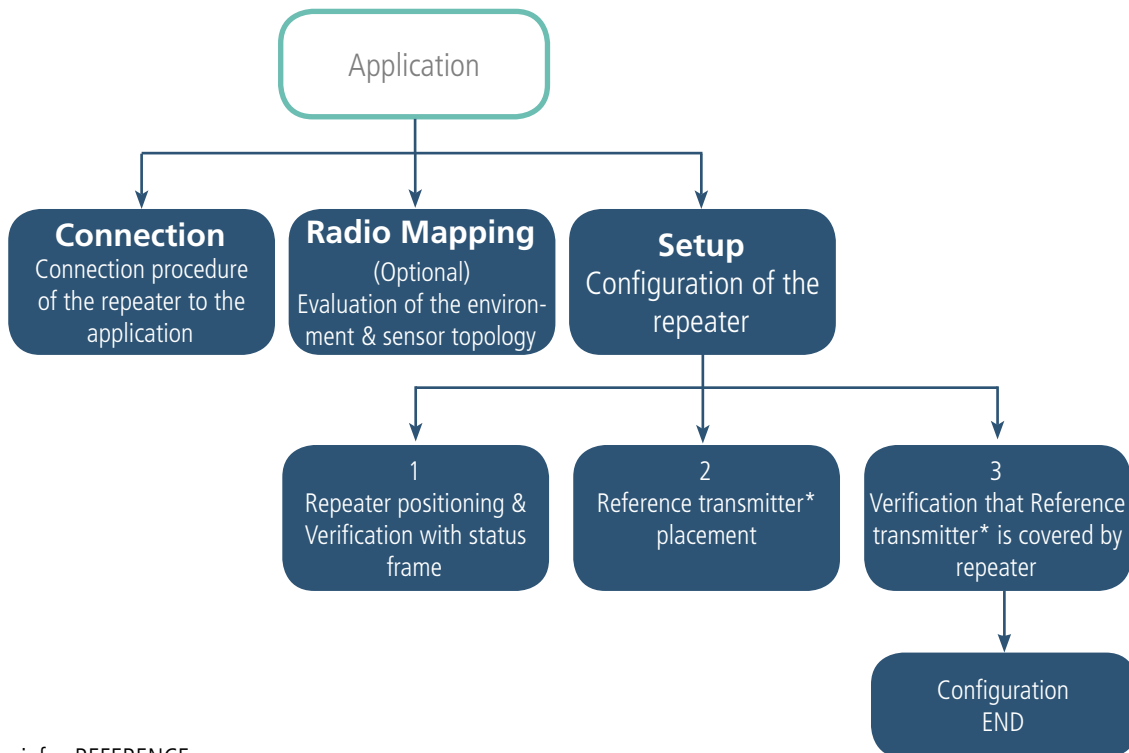 Application
Connection
Connection procedure
of the repeater to the
application
Radio Mapping
(Optional)
Evaluation of the environ-
ment & sensor topology
Setup
Configuration of the
repeater
1
Repeater positioning &
Verification with status
frame
2
Reference transmitter*
placement
3
Verification that Reference
transmitter* is covered by
repeater
Configuration
END